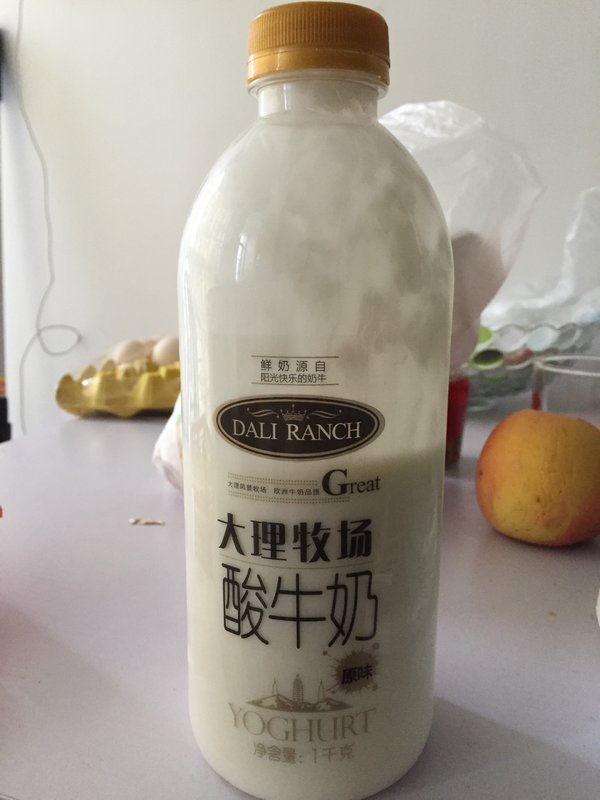 鲜奶源自
阳光快乐的奶牛
DALI RANCH
大理风景牧场 欧洲牛奶品质 Great
大理牧场
酸牛奶
原味
YOGHURT
净含量:1千克